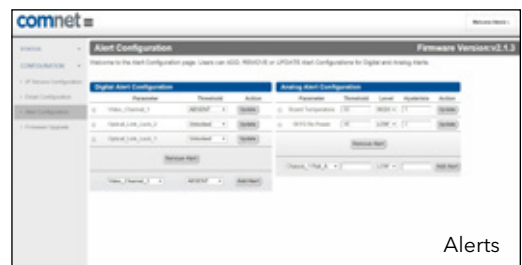 comnet
Welcome Admin
STATUS
CONFIGURATION
IP Service Configuration
Alert Configuration
Firmware Upgrade
Alert Configuration
Firmware Version:v2.1.3
Welcome to the Alert Configuration page. Users can ADD, REMOVE or UPDATE Alert Configurations for Digital and Analog Alerts.
Digital Alert Configuration
Parameter Threshold Action
Video_Channel_1 ABSENT Update
Optical_Link_Lock_2 Unlocked Update
Optical_Link_Lock_1 Unlocked Update
Remove Alert
Video_Channel_1 ABSENT Add Alert
Analog Alert Configuration
Parameter Threshold Level Hysteresis Action
Board Temperature HIGH 1 Update
Rx Power LOW 1 Update
Remove Alert
LOW Add Alert
Alerts